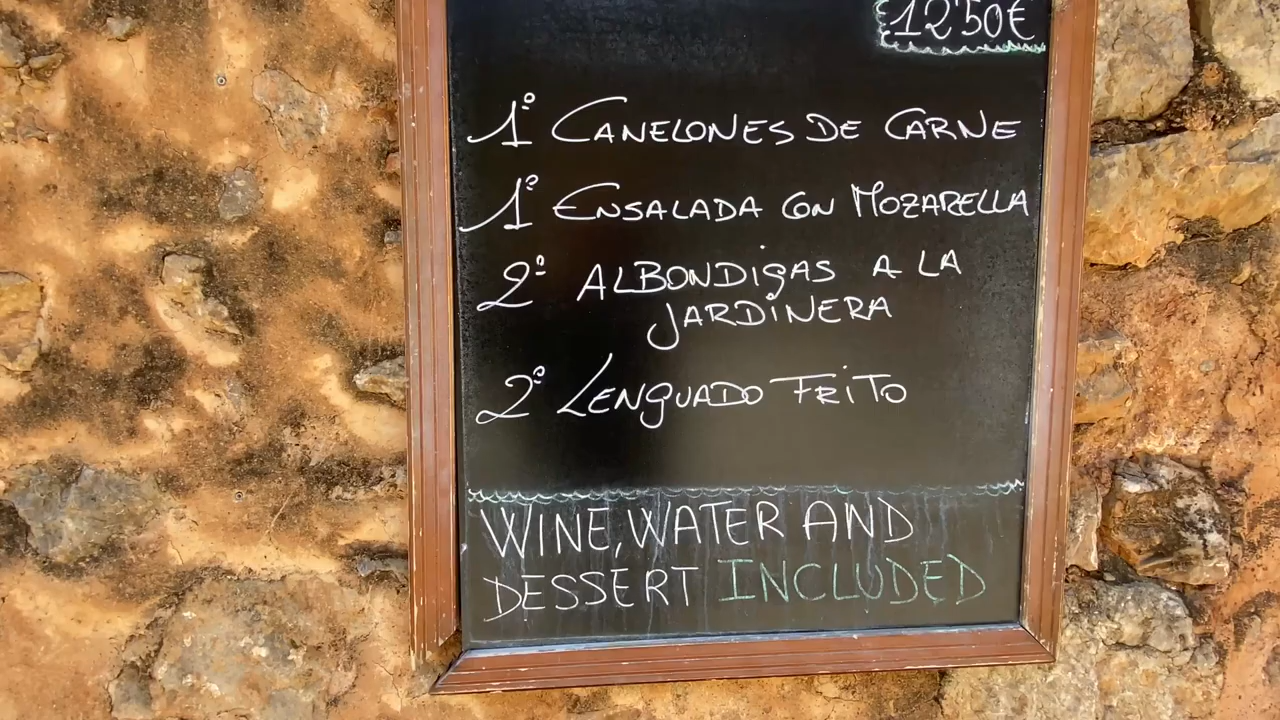 12'50€
1º CANELONES DE CARNE
1º ENSALADA CON MOZARELLA
2º ALBONDIGAS A LA
JARDINERA
2º LENGUADO FRITO
WINE, WATER AND
DESSERT INCLUDED